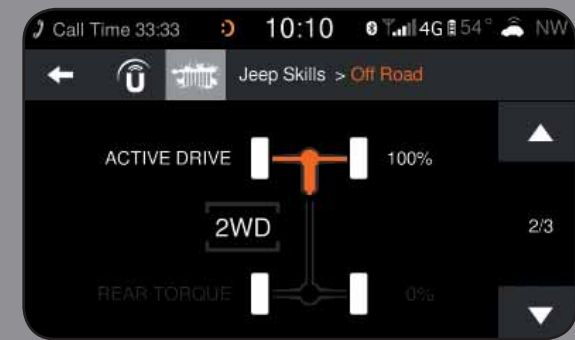 Call Time 33:33 10:10 4G 54° NW
Jeep Skills > Off Road
ACTIVE DRIVE 100%
2WD
2/3
REAR TORQUE 0%